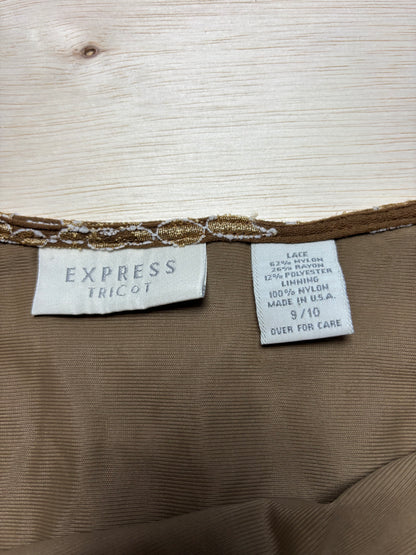 EXPRESS
TRICOT
LACE
62% NYLON
26% RAYON
12% POLYESTER
LINNING
100% NYLON
MADE IN U.S.A.
9/10
OVER FOR CARE